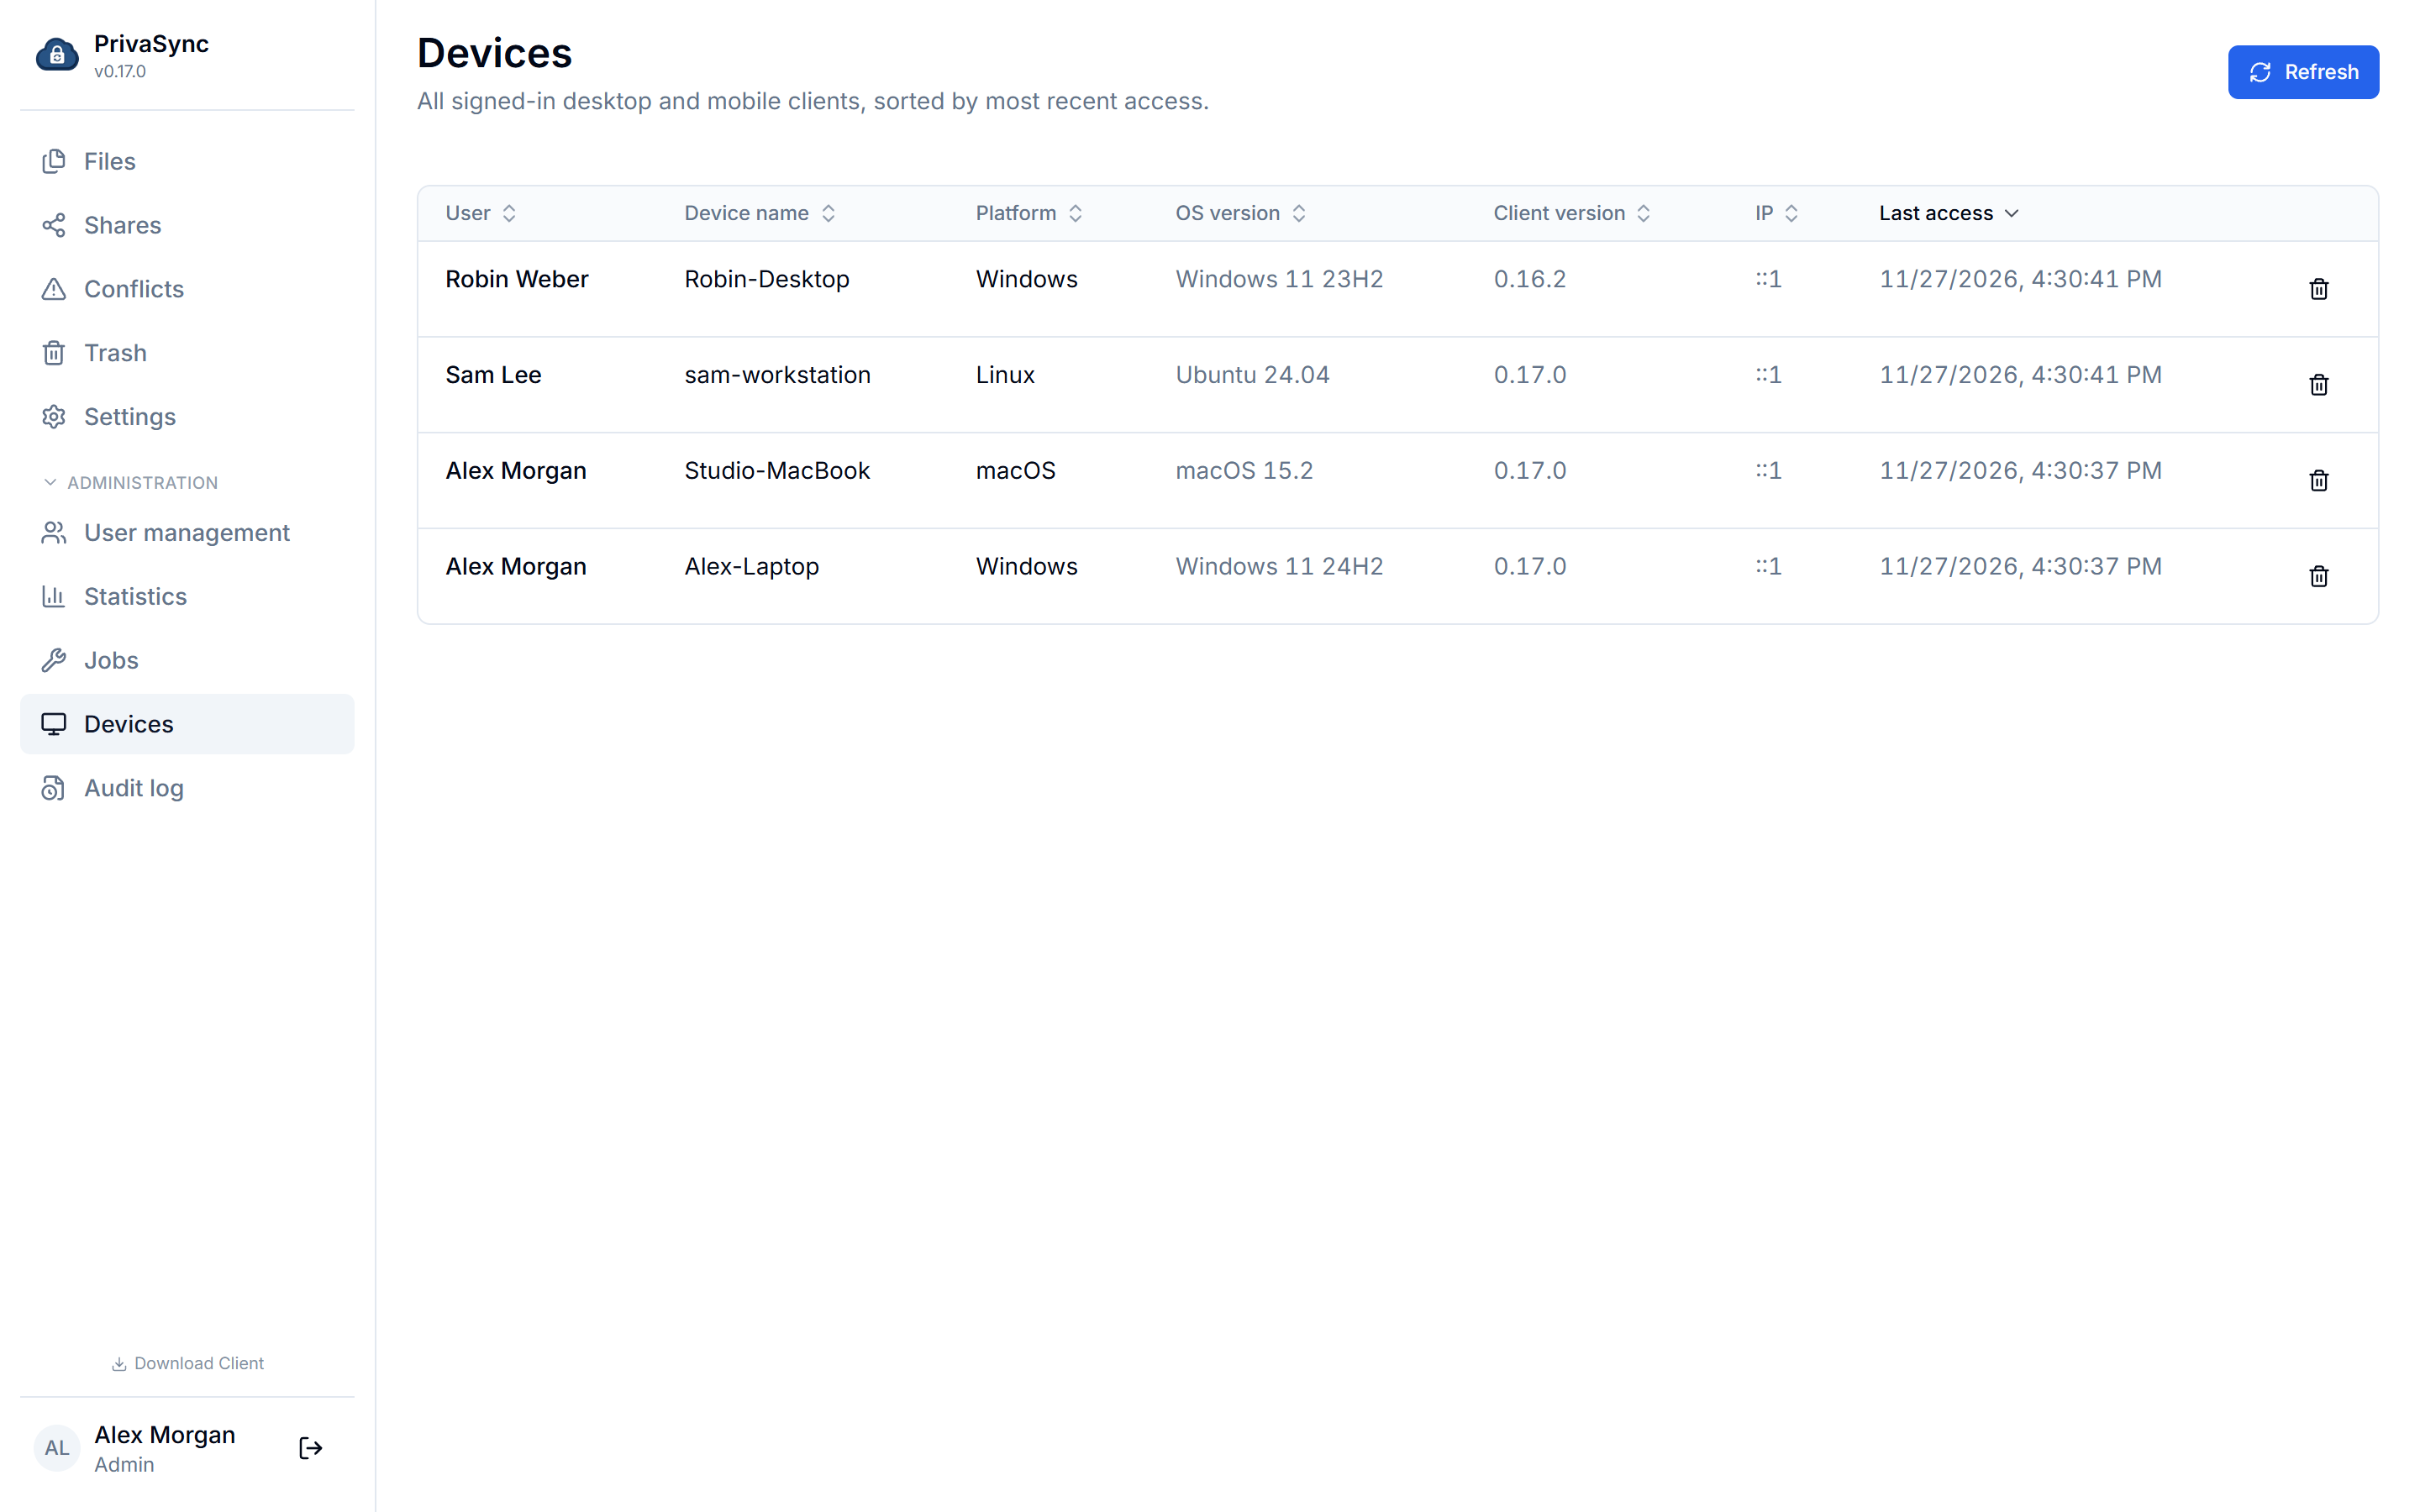 PrivaSync
v0.17.0
Files
Shares
Conflicts
Trash
Settings
ADMINISTRATION
User management
Statistics
Jobs
Devices
Audit log
Download Client
AL
Alex Morgan
Admin
Devices
All signed-in desktop and mobile clients, sorted by most recent access.
Refresh
User Device name Platform OS version Client version IP Last access
Robin Weber Robin-Desktop Windows Windows 11 23H2 0.16.2 ::1 11/27/2026, 4:30:41 PM
Sam Lee sam-workstation Linux Ubuntu 24.04 0.17.0 ::1 11/27/2026, 4:30:41 PM
Alex Morgan Studio-MacBook macOS macOS 15.2 0.17.0 ::1 11/27/2026, 4:30:37 PM
Alex Morgan Alex-Laptop Windows Windows 11 24H2 0.17.0 ::1 11/27/2026, 4:30:37 PM